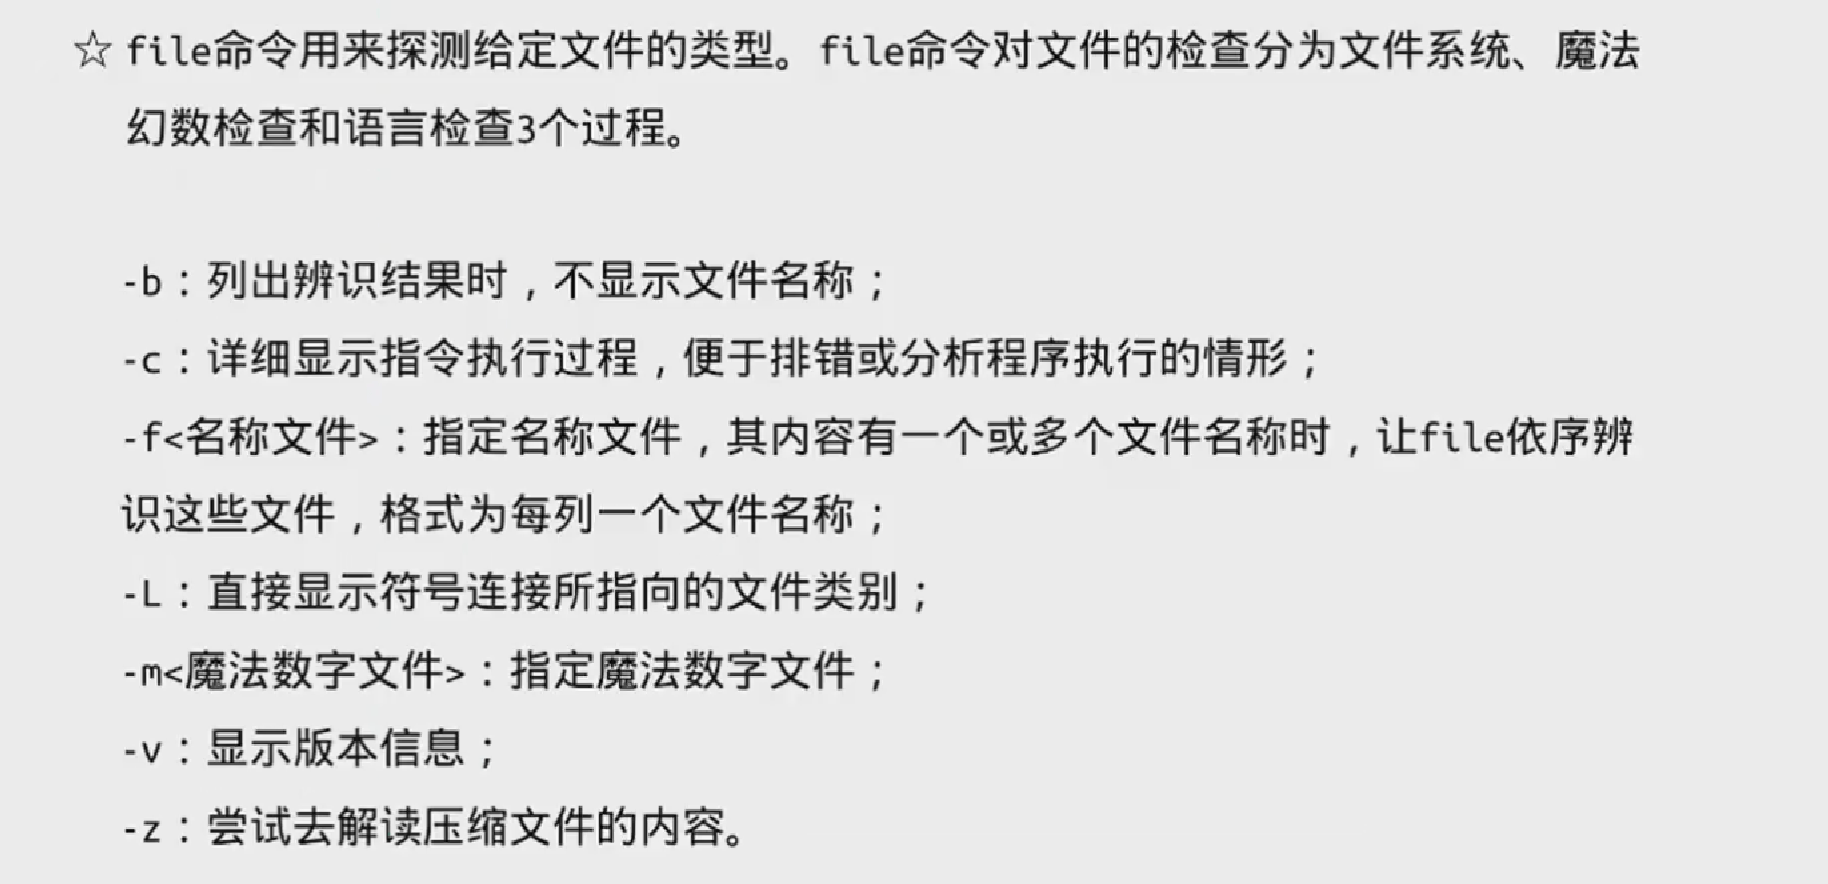 ☆ file命令用来探测给定文件的类型。file命令对文件的检查分为文件系统、魔法
幻数检查和语言检查3个过程。
-b：列出辨识结果时，不显示文件名称；
-c：详细显示指令执行过程，便于排错或分析程序执行的情形；
-f<名称文件>：指定名称文件，其内容有一个或多个文件名称时，让file依序辨
识这些文件，格式为每列一个文件名称；
-L：直接显示符号连接所指向的文件类别；
-m<魔法数字文件>：指定魔法数字文件；
-v：显示版本信息；
-z：尝试去解读压缩文件的内容。